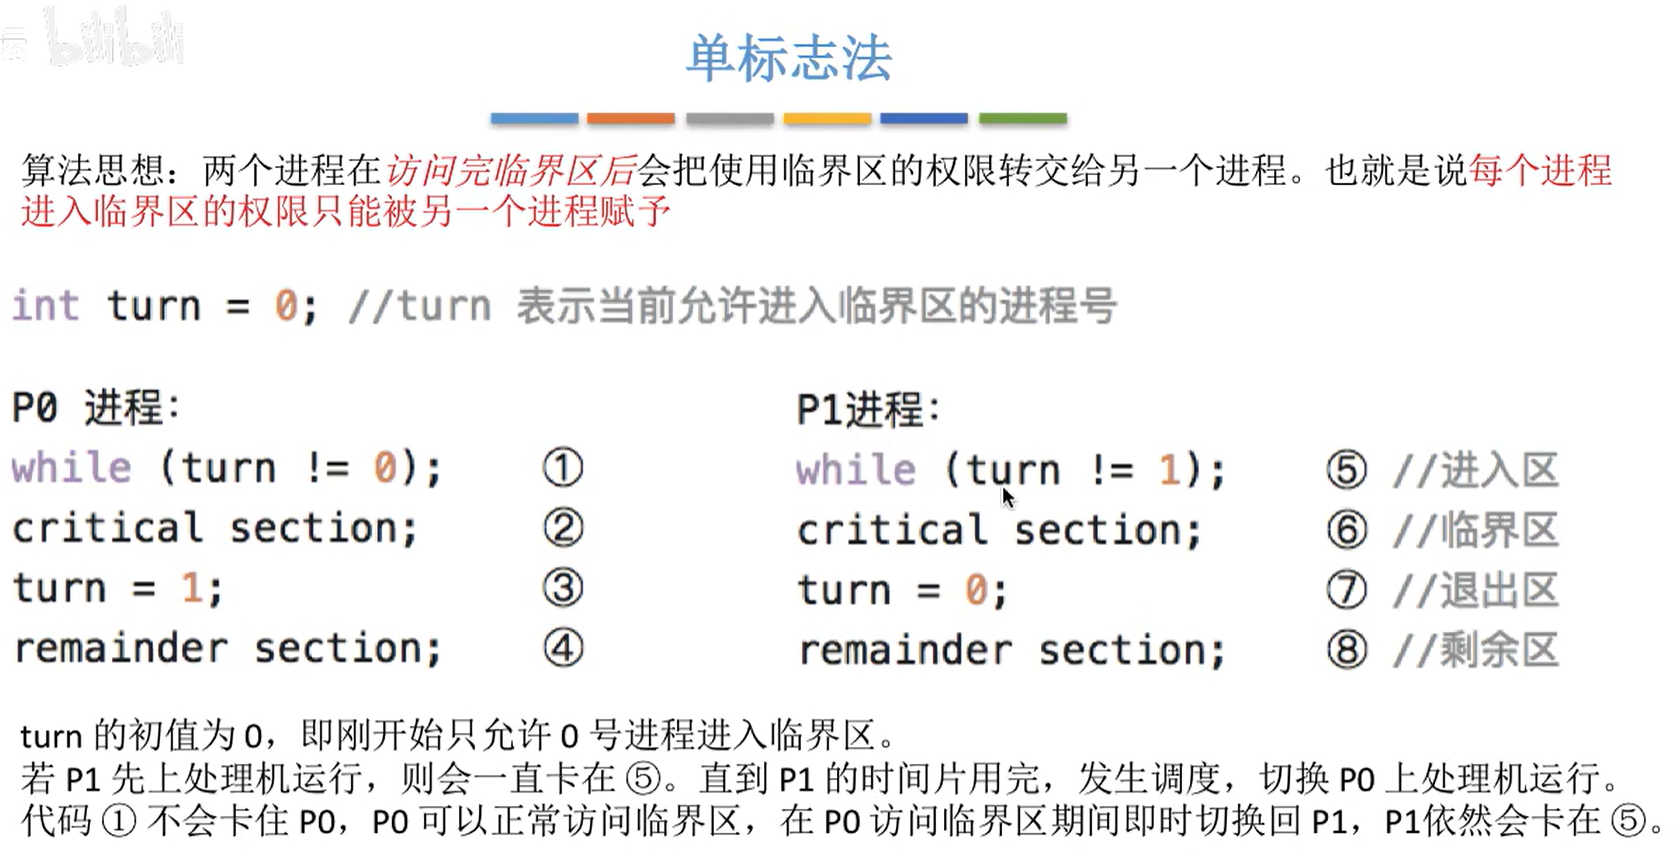 bilibili
单标志法
算法思想：两个进程在访问完临界区后会把使用临界区的权限转交给另一个进程。也就是说每个进程
进入临界区的权限只能被另一个进程赋予
int turn = 0; //turn 表示当前允许进入临界区的进程号
P0 进程：
while (turn != 0); ①
critical section; ②
turn = 1; ③
remainder section; ④
P1进程：
while (turn != 1); ⑤ //进入区
critical section; ⑥ //临界区
turn = 0; ⑦ //退出区
remainder section; ⑧ //剩余区
turn 的初值为 0，即刚开始只允许 0 号进程进入临界区。
若 P1 先上处理机运行，则会一直卡在 ⑤。直到 P1 的时间片用完，发生调度，切换 P0 上处理机运行。
代码 ① 不会卡住 P0，P0 可以正常访问临界区，在 P0 访问临界区期间即时切换回 P1，P1依然会卡在 ⑤。